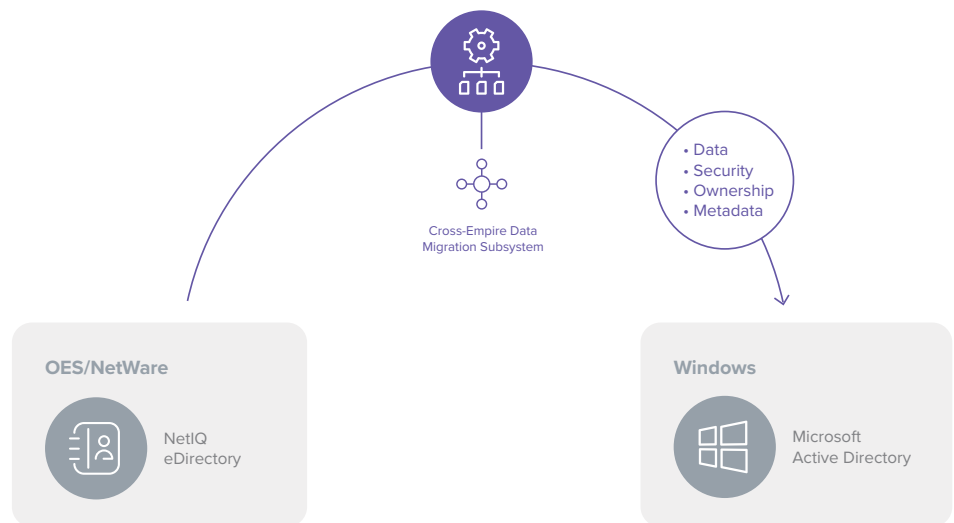 • Data
• Security
• Ownership
• Metadata
Cross-Empire Data
Migration Subsystem
OES/NetWare
NetIQ
eDirectory
Windows
Microsoft
Active Directory